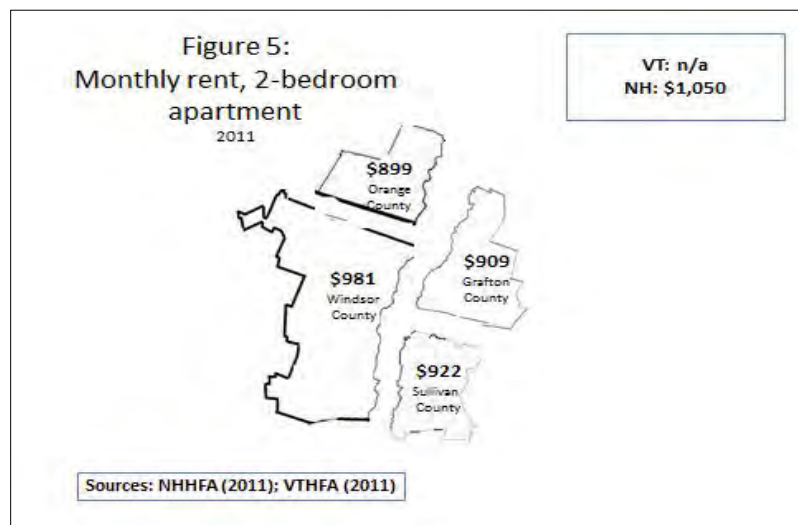 Figure 5:
Monthly rent, 2-bedroom
apartment
2011
VT: n/a
NH: $1,050
$899
Orange
County
$909
Grafton
County
$981
Windsor
County
$922
Sullivan
County
Sources: NHHFA (2011); VTHFA (2011)